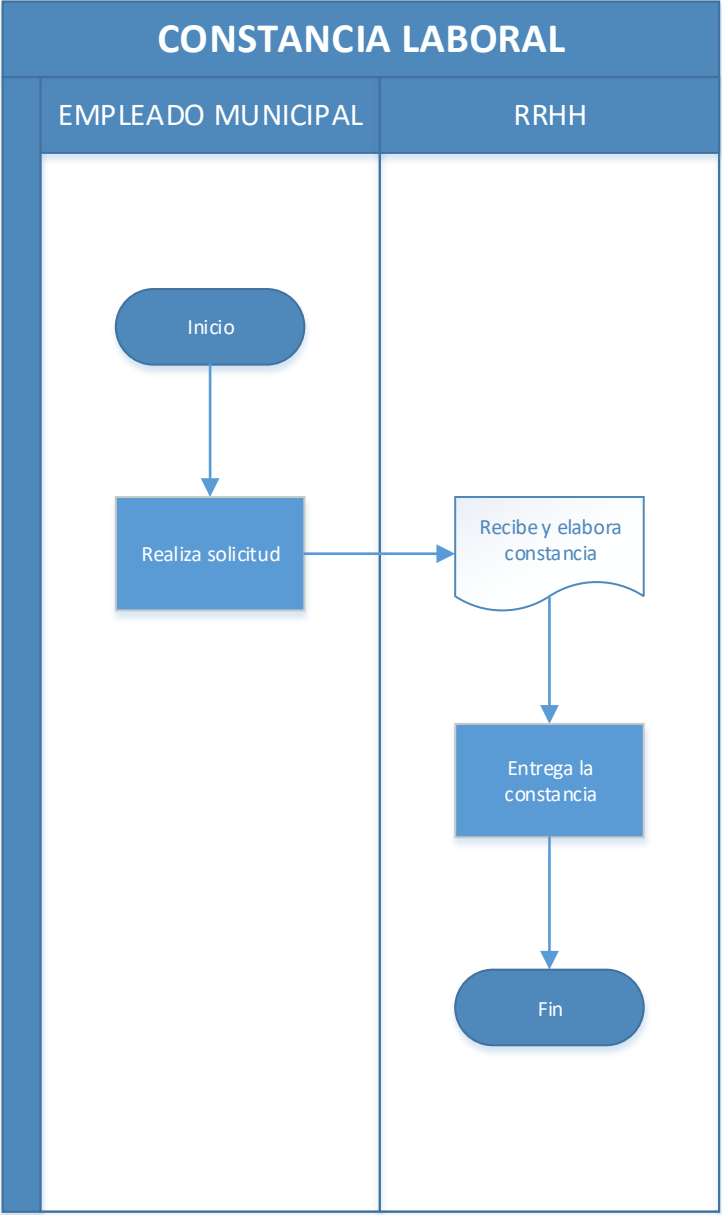 CONSTANCIA LABORAL
EMPLEADO MUNICIPAL
RRHH
Inicio
Realiza solicitud
Recibe y elabora
constancia
Entrega la
constancia
Fin